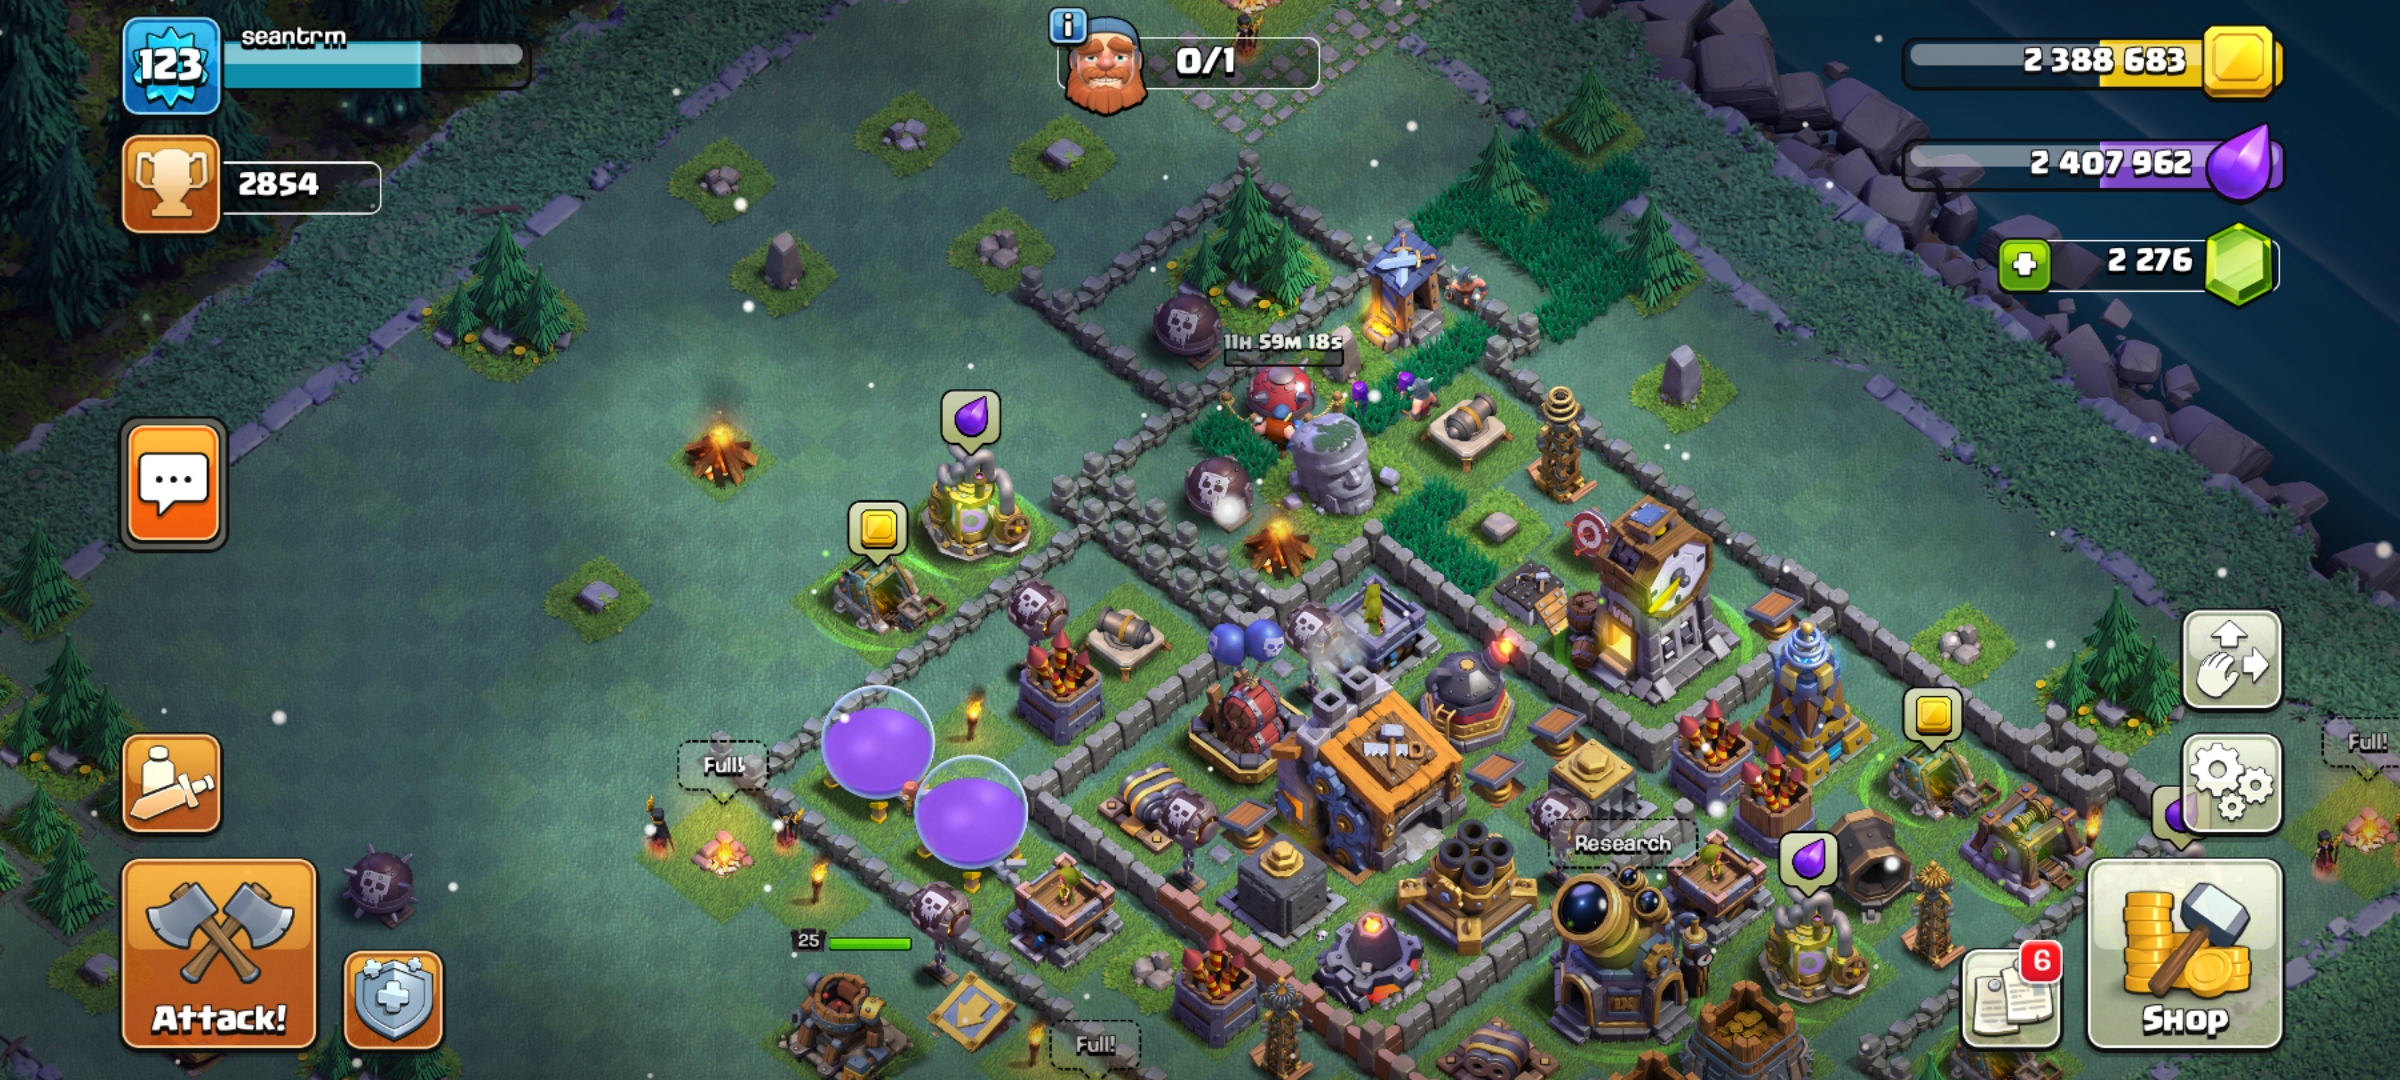 seantrm
123
0/1
2 388 683
2854
2 407 962
2 276
11H 59M 18S
Full!
Full!
Research
25
6
Attack!
Shop
Full!